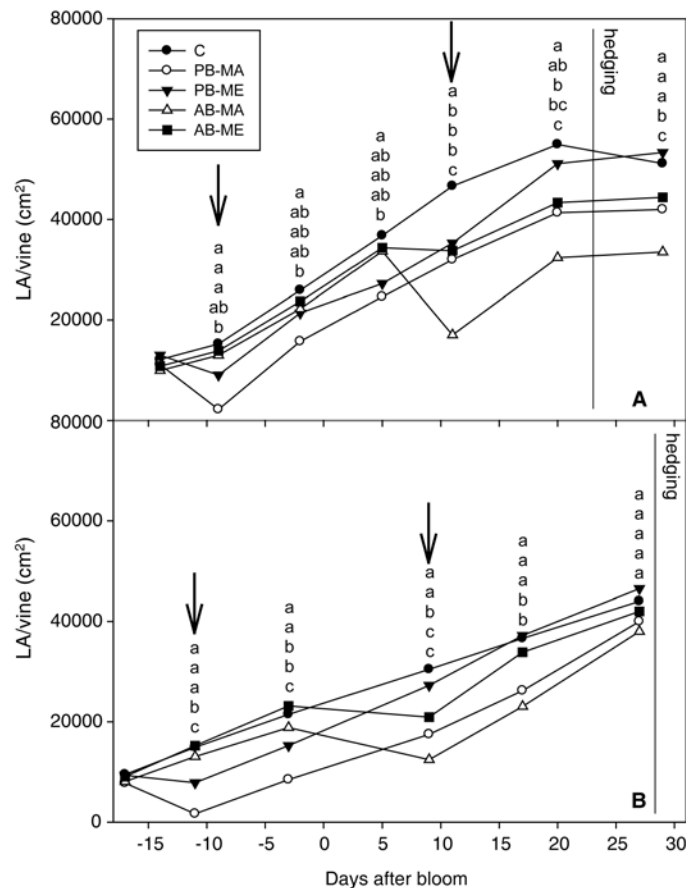 80000
60000
40000
20000
LA/vine (cm²)
C
PB-MA
PB-ME
AB-MA
AB-ME
a
a
a
ab
b
a
ab
ab
ab
b
a
ab
ab
ab
b
a
b
b
b
c
a
ab
b
bc
c
hedging
a
a
a
b
c
A
80000
60000
40000
20000
0
LA/vine (cm²)
a
a
a
b
c
a
a
b
b
c
a
a
b
c
c
a
a
a
b
b
a
a
a
a
a
hedging
B
-15 -10 -5 0 5 10 15 20 25 30
Days after bloom